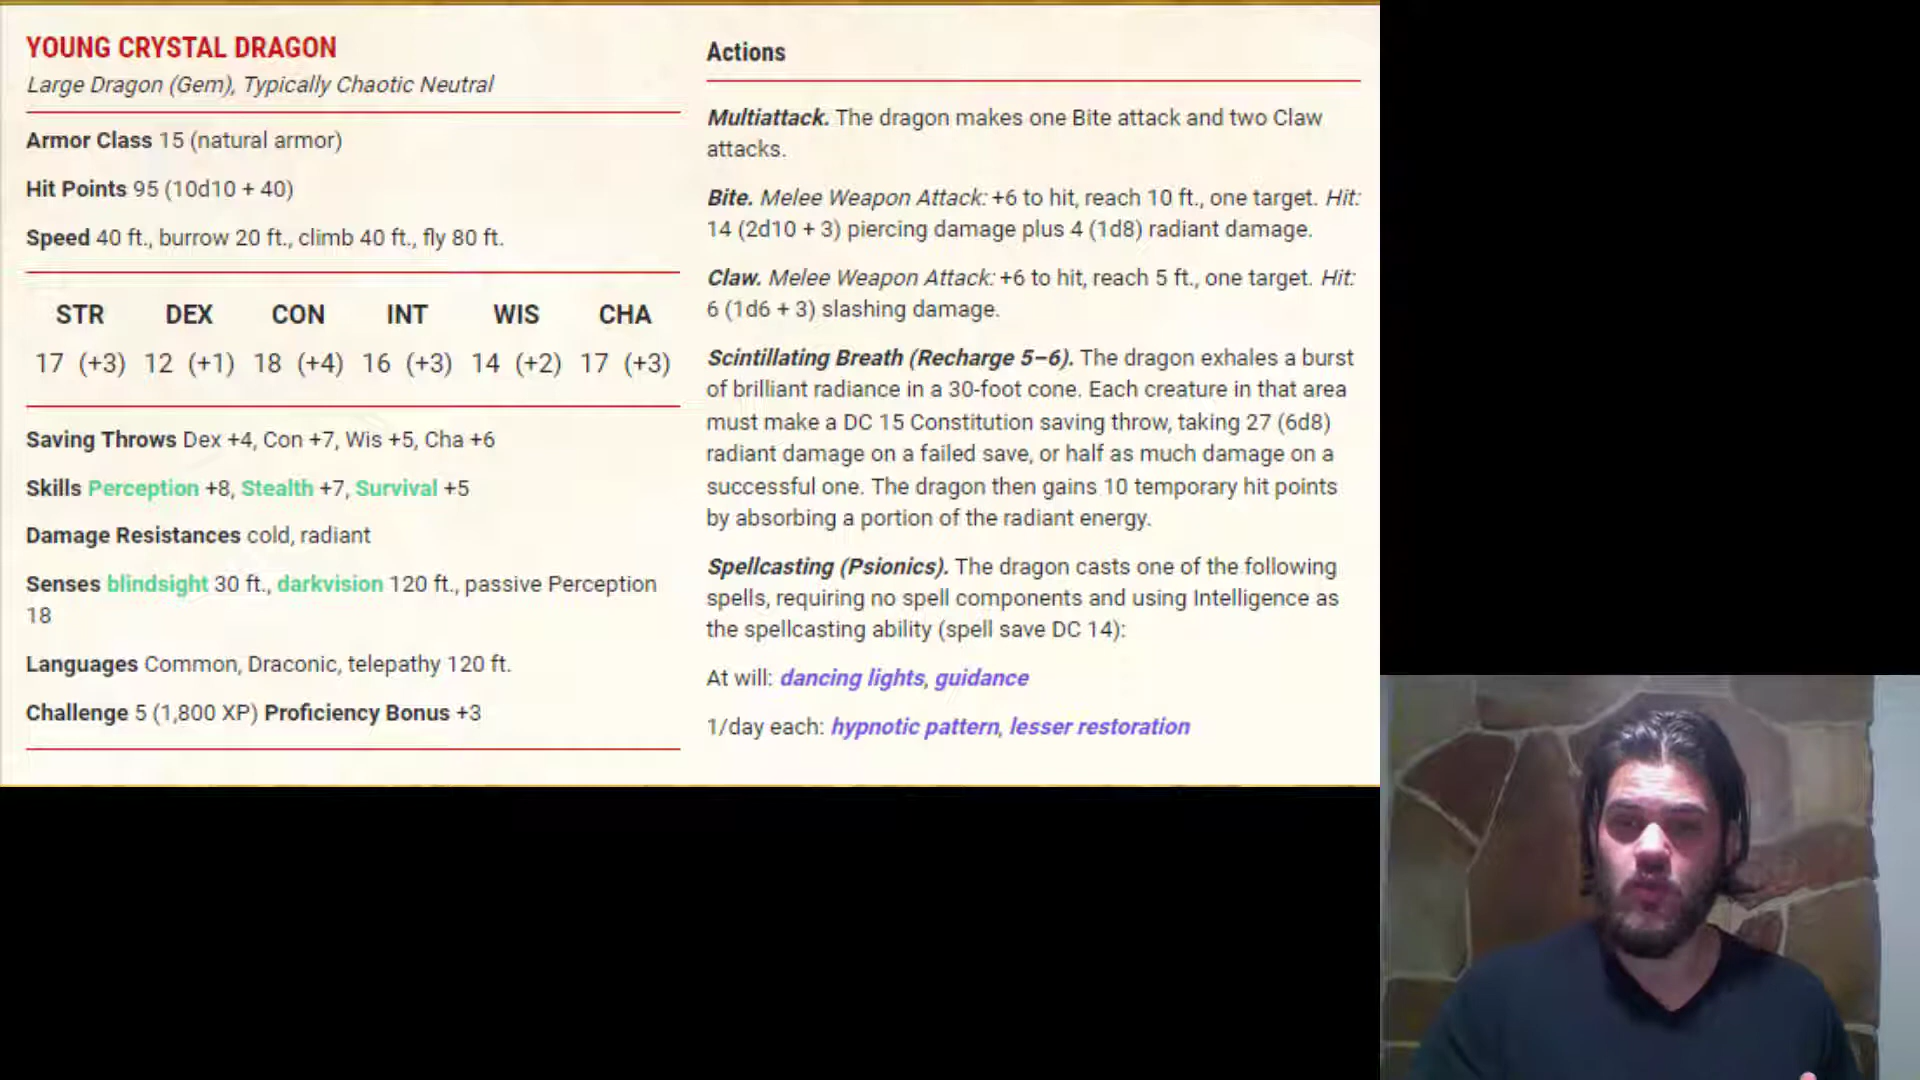 YOUNG CRYSTAL DRAGON
Large Dragon (Gem), Typically Chaotic Neutral
Armor Class 15 (natural armor)
Hit Points 95 (10d10 + 40)
Speed 40 ft., burrow 20 ft., climb 40 ft., fly 80 ft.
STR DEX CON INT WIS CHA
17 (+3) 12 (+1) 18 (+4) 16 (+3) 14 (+2) 17 (+3)
Saving Throws Dex +4, Con +7, Wis +5, Cha +6
Skills Perception +8, Stealth +7, Survival +5
Damage Resistances cold, radiant
Senses blindsight 30 ft., darkvision 120 ft., passive Perception
18
Languages Common, Draconic, telepathy 120 ft.
Challenge 5 (1,800 XP) Proficiency Bonus +3
Actions
Multiattack. The dragon makes one Bite attack and two Claw
attacks.
Bite. Melee Weapon Attack: +6 to hit, reach 10 ft., one target. Hit:
14 (2d10 + 3) piercing damage plus 4 (1d8) radiant damage.
Claw. Melee Weapon Attack: +6 to hit, reach 5 ft., one target. Hit:
6 (1d6 + 3) slashing damage.
Scintillating Breath (Recharge 5–6). The dragon exhales a burst
of brilliant radiance in a 30-foot cone. Each creature in that area
must make a DC 15 Constitution saving throw, taking 27 (6d8)
radiant damage on a failed save, or half as much damage on a
successful one. The dragon then gains 10 temporary hit points
by absorbing a portion of the radiant energy.
Spellcasting (Psionics). The dragon casts one of the following
spells, requiring no spell components and using Intelligence as
the spellcasting ability (spell save DC 14):
At will: dancing lights, guidance
1/day each: hypnotic pattern, lesser restoration